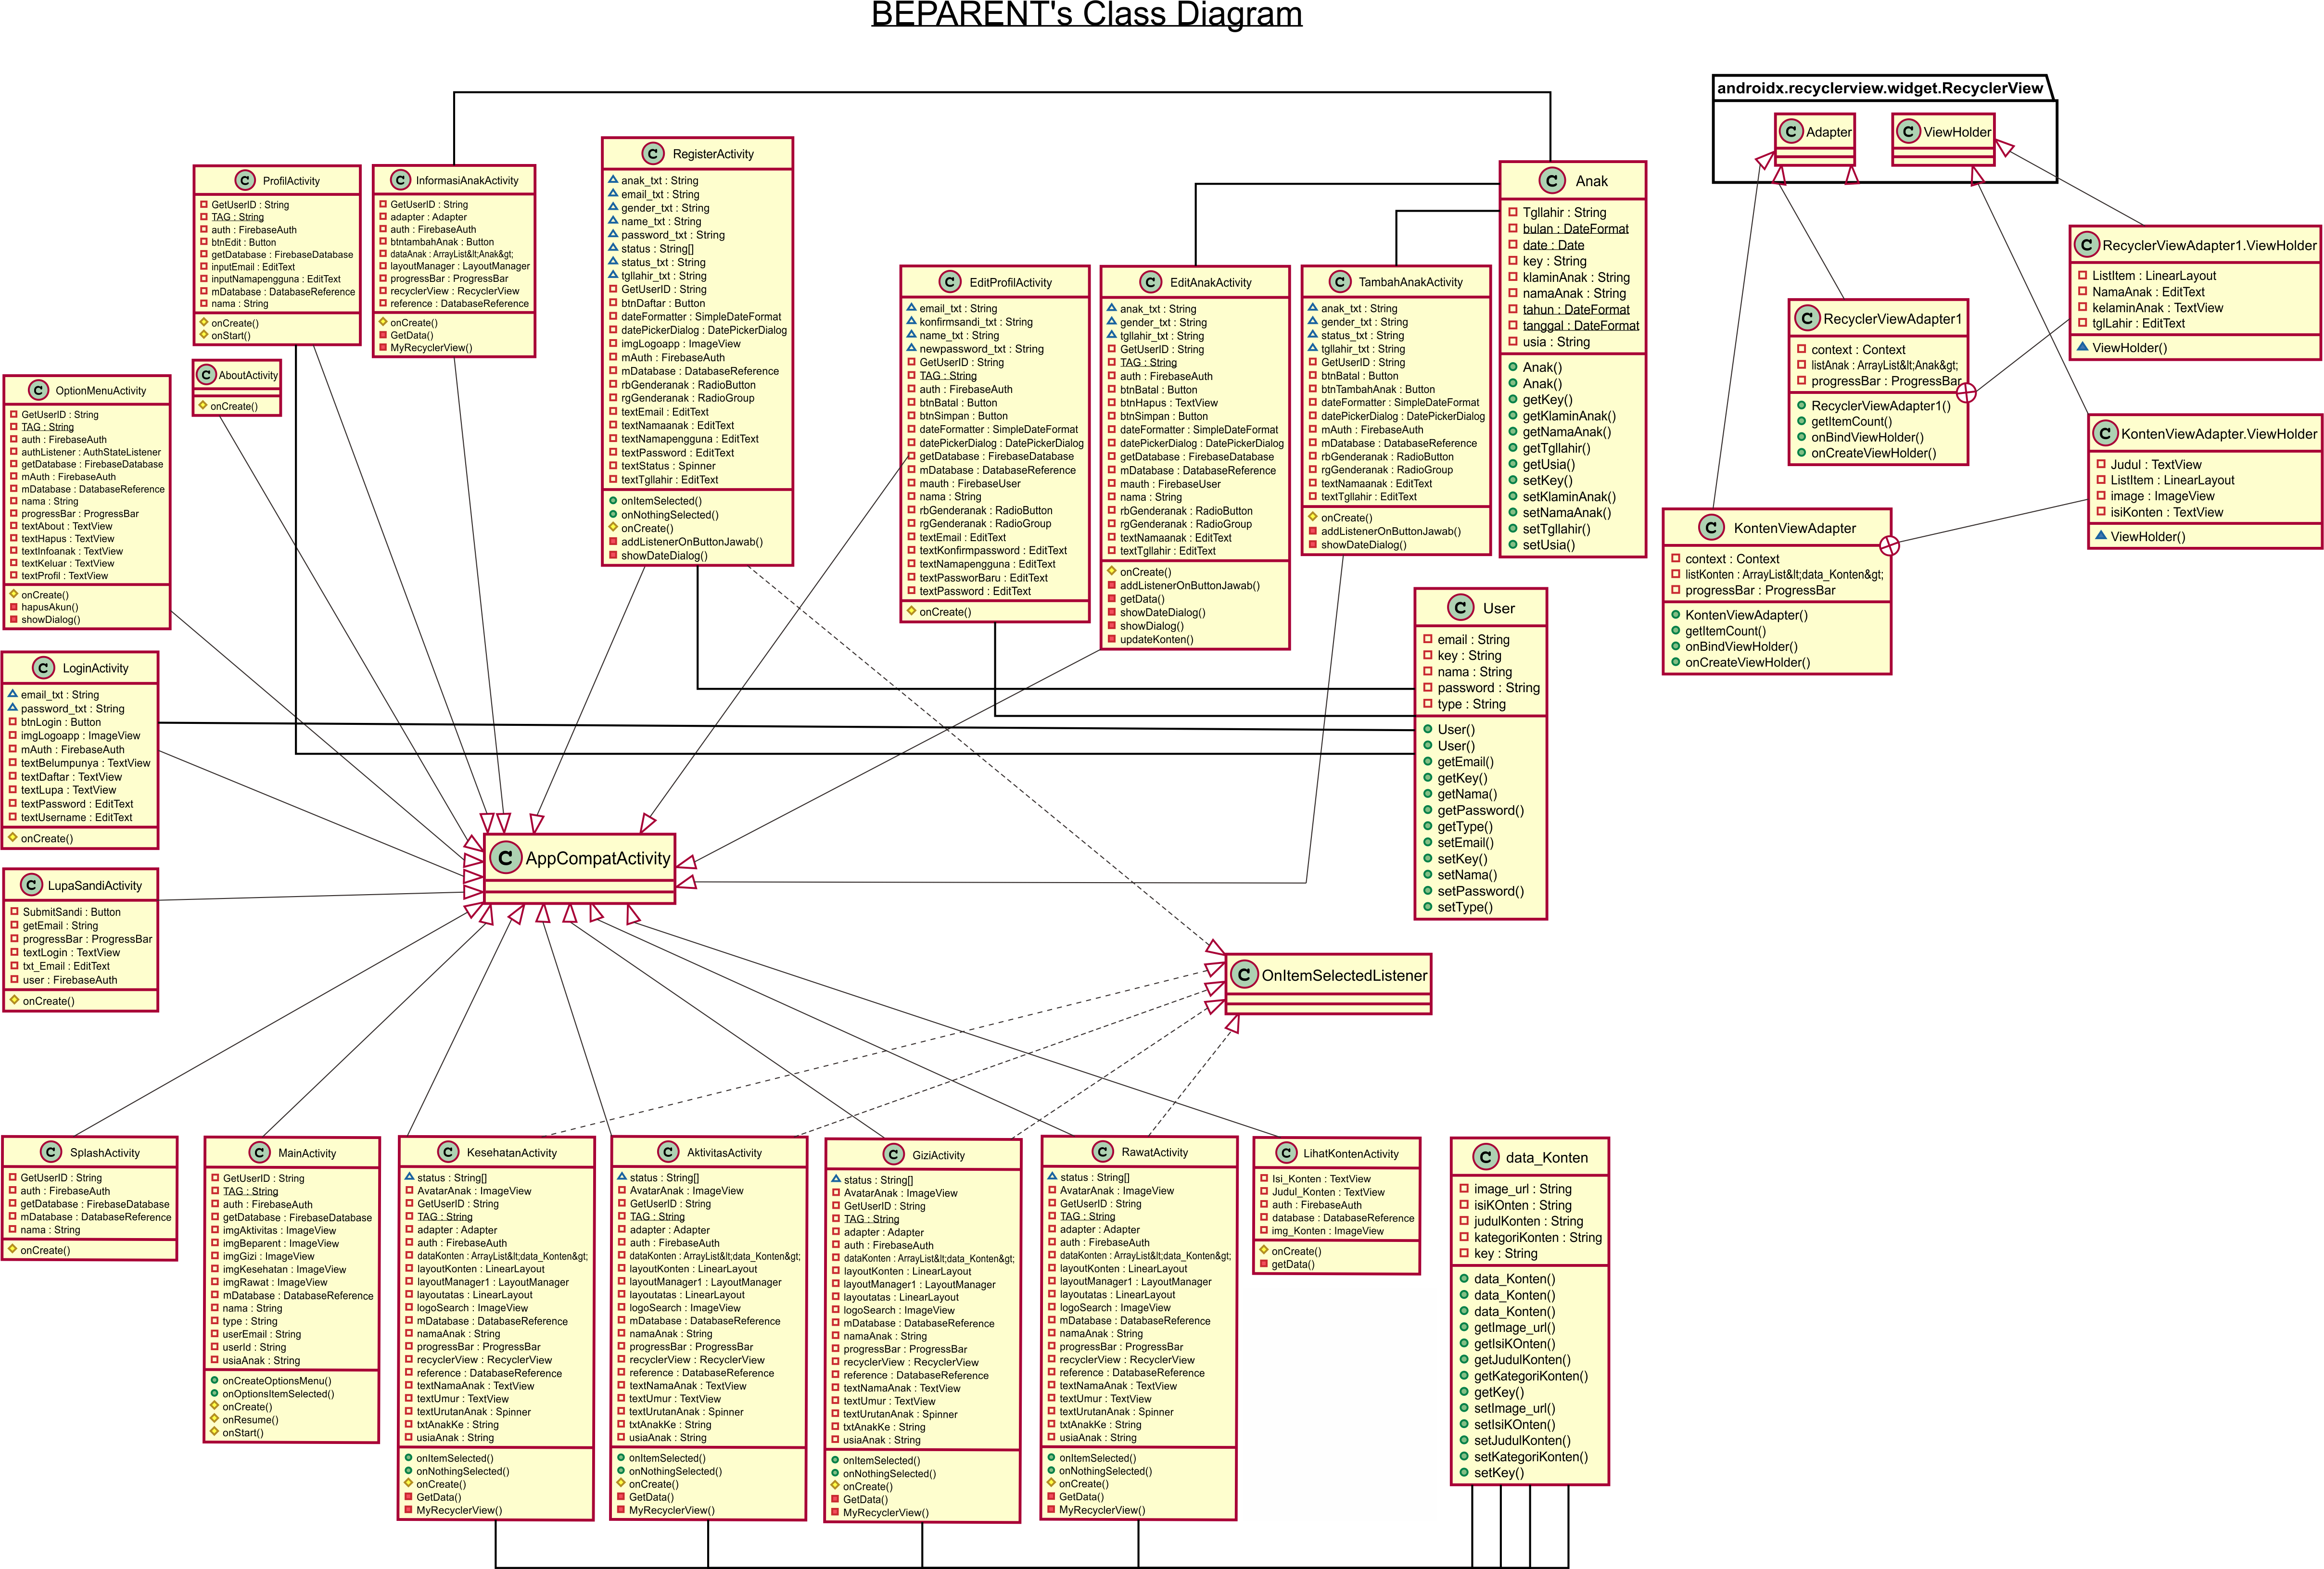 BEPARENT's Class Diagram
androidx.recyclerview.widget.RecyclerView
C Adapter
C ViewHolder
C ProfilActivity
GetUserID : String
TAG : String
auth : FirebaseAuth
btnEdit : Button
getDatabase : FirebaseDatabase
inputEmail : EditText
inputNamapengguna : EditText
mDatabase : DatabaseReference
nama : String
onCreate()
onStart()
C InformasiAnakActivity
GetUserID : String
adapter : Adapter
auth : FirebaseAuth
btntambahAnak : Button
dataAnak : ArrayList&lt;Anak&gt;
layoutManager : LayoutManager
progressBar : ProgressBar
recyclerView : RecyclerView
reference : DatabaseReference
onCreate()
GetData()
MyRecyclerView()
C RegisterActivity
anak_txt : String
email_txt : String
gender_txt : String
name_txt : String
password_txt : String
status : String[]
status_txt : String
tgllahir_txt : String
GetUserID : String
btnDaftar : Button
dateFormatter : SimpleDateFormat
datePickerDialog : DatePickerDialog
imgLogoapp : ImageView
mAuth : FirebaseAuth
mDatabase : DatabaseReference
rbGenderanak : RadioButton
rgGenderanak : RadioGroup
textEmail : EditText
textNamaanak : EditText
textNamapengguna : EditText
textPassword : EditText
textStatus : Spinner
textTgllahir : EditText
onItemSelected()
onNothingSelected()
onCreate()
addListenerOnButtonJawab()
showDateDialog()
C EditProfilActivity
email_txt : String
konfirmsandi_txt : String
name_txt : String
newpassword_txt : String
GetUserID : String
TAG : String
auth : FirebaseAuth
btnBatal : Button
btnSimpan : Button
dateFormatter : SimpleDateFormat
datePickerDialog : DatePickerDialog
getDatabase : FirebaseDatabase
mDatabase : DatabaseReference
mauth : FirebaseUser
nama : String
rbGenderanak : RadioButton
rgGenderanak : RadioGroup
textEmail : EditText
textKonfirmpassword : EditText
textNamapengguna : EditText
textPassworBaru : EditText
textPassword : EditText
onCreate()
C EditAnakActivity
anak_txt : String
gender_txt : String
tgllahir_txt : String
GetUserID : String
TAG : String
auth : FirebaseAuth
btnBatal : Button
btnHapus : TextView
btnSimpan : Button
dateFormatter : SimpleDateFormat
datePickerDialog : DatePickerDialog
getDatabase : FirebaseDatabase
mDatabase : DatabaseReference
mauth : FirebaseUser
nama : String
rbGenderanak : RadioButton
rgGenderanak : RadioGroup
textNamaanak : EditText
textTgllahir : EditText
onCreate()
addListenerOnButtonJawab()
getData()
showDateDialog()
showDialog()
updateKonten()
C TambahAnakActivity
anak_txt : String
gender_txt : String
status_txt : String
tgllahir_txt : String
GetUserID : String
btnBatal : Button
btnTambahAnak : Button
dateFormatter : SimpleDateFormat
datePickerDialog : DatePickerDialog
mAuth : FirebaseAuth
mDatabase : DatabaseReference
rbGenderanak : RadioButton
rgGenderanak : RadioGroup
textNamaanak : EditText
textTgllahir : EditText
onCreate()
addListenerOnButtonJawab()
showDateDialog()
C Anak
Tgllahir : String
bulan : DateFormat
date : Date
key : String
klaminAnak : String
namaAnak : String
tahun : DateFormat
tanggal : DateFormat
usia : String
Anak()
Anak()
getKey()
getKlaminAnak()
getNamaAnak()
getTgllahir()
getUsia()
setKey()
setKlaminAnak()
setNamaAnak()
setTgllahir()
setUsia()
C RecyclerViewAdapter1.ViewHolder
ListItem : LinearLayout
NamaAnak : EditText
kelaminAnak : TextView
tglLahir : EditText
ViewHolder()
C RecyclerViewAdapter1
context : Context
listAnak : ArrayList&lt;Anak&gt;
progressBar : ProgressBar
RecyclerViewAdapter1()
getItemCount()
onBindViewHolder()
onCreateViewHolder()
C KontenViewAdapter.ViewHolder
Judul : TextView
ListItem : LinearLayout
image : ImageView
isiKonten : TextView
ViewHolder()
C KontenViewAdapter
context : Context
listKonten : ArrayList&lt;data_Konten&gt;
progressBar : ProgressBar
KontenViewAdapter()
getItemCount()
onBindViewHolder()
onCreateViewHolder()
C AboutActivity
onCreate()
C OptionMenuActivity
GetUserID : String
TAG : String
auth : FirebaseAuth
authListener : AuthStateListener
getDatabase : FirebaseDatabase
mAuth : FirebaseAuth
mDatabase : DatabaseReference
nama : String
progressBar : ProgressBar
textAbout : TextView
textHapus : TextView
textInfoanak : TextView
textKeluar : TextView
textProfil : TextView
onCreate()
hapusAkun()
showDialog()
C User
email : String
key : String
nama : String
password : String
type : String
User()
User()
getEmail()
getKey()
getNama()
getPassword()
getType()
setEmail()
setKey()
setNama()
setPassword()
setType()
C LoginActivity
email_txt : String
password_txt : String
btnLogin : Button
imgLogoapp : ImageView
mAuth : FirebaseAuth
textBelumpunya : TextView
textDaftar : TextView
textLupa : TextView
textPassword : EditText
textUsername : EditText
onCreate()
C AppCompatActivity
C LupaSandiActivity
SubmitSandi : Button
getEmail : String
progressBar : ProgressBar
textLogin : TextView
txt_Email : EditText
user : FirebaseAuth
onCreate()
C OnItemSelectedListener
C SplashActivity
GetUserID : String
auth : FirebaseAuth
getDatabase : FirebaseDatabase
mDatabase : DatabaseReference
nama : String
onCreate()
C MainActivity
GetUserID : String
TAG : String
auth : FirebaseAuth
getDatabase : FirebaseDatabase
imgAktivitas : ImageView
imgBeparent : ImageView
imgGizi : ImageView
imgKesehatan : ImageView
imgRawat : ImageView
mDatabase : DatabaseReference
nama : String
type : String
userEmail : String
userId : String
usiaAnak : String
onCreateOptionsMenu()
onOptionsItemSelected()
onCreate()
onResume()
onStart()
C KesehatanActivity
status : String[]
AvatarAnak : ImageView
GetUserID : String
TAG : String
adapter : Adapter
auth : FirebaseAuth
dataKonten : ArrayList&lt;data_Konten&gt;
layoutKonten : LinearLayout
layoutManager1 : LayoutManager
layoutatas : LinearLayout
logoSearch : ImageView
mDatabase : DatabaseReference
namaAnak : String
progressBar : ProgressBar
recyclerView : RecyclerView
reference : DatabaseReference
textNamaAnak : TextView
textUmur : TextView
textUrutanAnak : Spinner
txtAnakKe : String
usiaAnak : String
onItemSelected()
onNothingSelected()
onCreate()
GetData()
MyRecyclerView()
C AktivitasActivity
status : String[]
AvatarAnak : ImageView
GetUserID : String
TAG : String
adapter : Adapter
auth : FirebaseAuth
dataKonten : ArrayList&lt;data_Konten&gt;
layoutKonten : LinearLayout
layoutManager1 : LayoutManager
layoutatas : LinearLayout
logoSearch : ImageView
mDatabase : DatabaseReference
namaAnak : String
progressBar : ProgressBar
recyclerView : RecyclerView
reference : DatabaseReference
textNamaAnak : TextView
textUmur : TextView
textUrutanAnak : Spinner
txtAnakKe : String
usiaAnak : String
onItemSelected()
onNothingSelected()
onCreate()
GetData()
MyRecyclerView()
C GiziActivity
status : String[]
AvatarAnak : ImageView
GetUserID : String
TAG : String
adapter : Adapter
auth : FirebaseAuth
dataKonten : ArrayList&lt;data_Konten&gt;
layoutKonten : LinearLayout
layoutManager1 : LayoutManager
layoutatas : LinearLayout
logoSearch : ImageView
mDatabase : DatabaseReference
namaAnak : String
progressBar : ProgressBar
recyclerView : RecyclerView
reference : DatabaseReference
textNamaAnak : TextView
textUmur : TextView
textUrutanAnak : Spinner
txtAnakKe : String
usiaAnak : String
onItemSelected()
onNothingSelected()
onCreate()
GetData()
MyRecyclerView()
C RawatActivity
status : String[]
AvatarAnak : ImageView
GetUserID : String
TAG : String
adapter : Adapter
auth : FirebaseAuth
dataKonten : ArrayList&lt;data_Konten&gt;
layoutKonten : LinearLayout
layoutManager1 : LayoutManager
layoutatas : LinearLayout
logoSearch : ImageView
mDatabase : DatabaseReference
namaAnak : String
progressBar : ProgressBar
recyclerView : RecyclerView
reference : DatabaseReference
textNamaAnak : TextView
textUmur : TextView
textUrutanAnak : Spinner
txtAnakKe : String
usiaAnak : String
onItemSelected()
onNothingSelected()
onCreate()
GetData()
MyRecyclerView()
C LihatKontenActivity
Isi_Konten : TextView
Judul_Konten : TextView
auth : FirebaseAuth
database : DatabaseReference
img_Konten : ImageView
onCreate()
getData()
C data_Konten
image_url : String
isiKOnten : String
judulKonten : String
kategoriKonten : String
key : String
data_Konten()
data_Konten()
data_Konten()
getImage_url()
getIsiKOnten()
getJudulKonten()
getKategoriKonten()
getKey()
setImage_url()
setIsiKOnten()
setJudulKonten()
setKategoriKonten()
setKey()